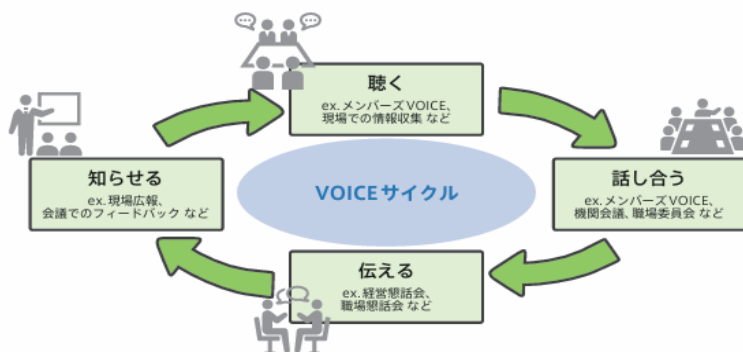 聴く
ex.メンバーズVOICE、
現場での情報収集 など
知らせる
ex.現場広報、
会議でのフィードバック など
VOICEサイクル
話し合う
ex.メンバーズVOICE、
機関会議、職場委員会 など
伝える
ex.経営懇話会、
職場懇話会 など